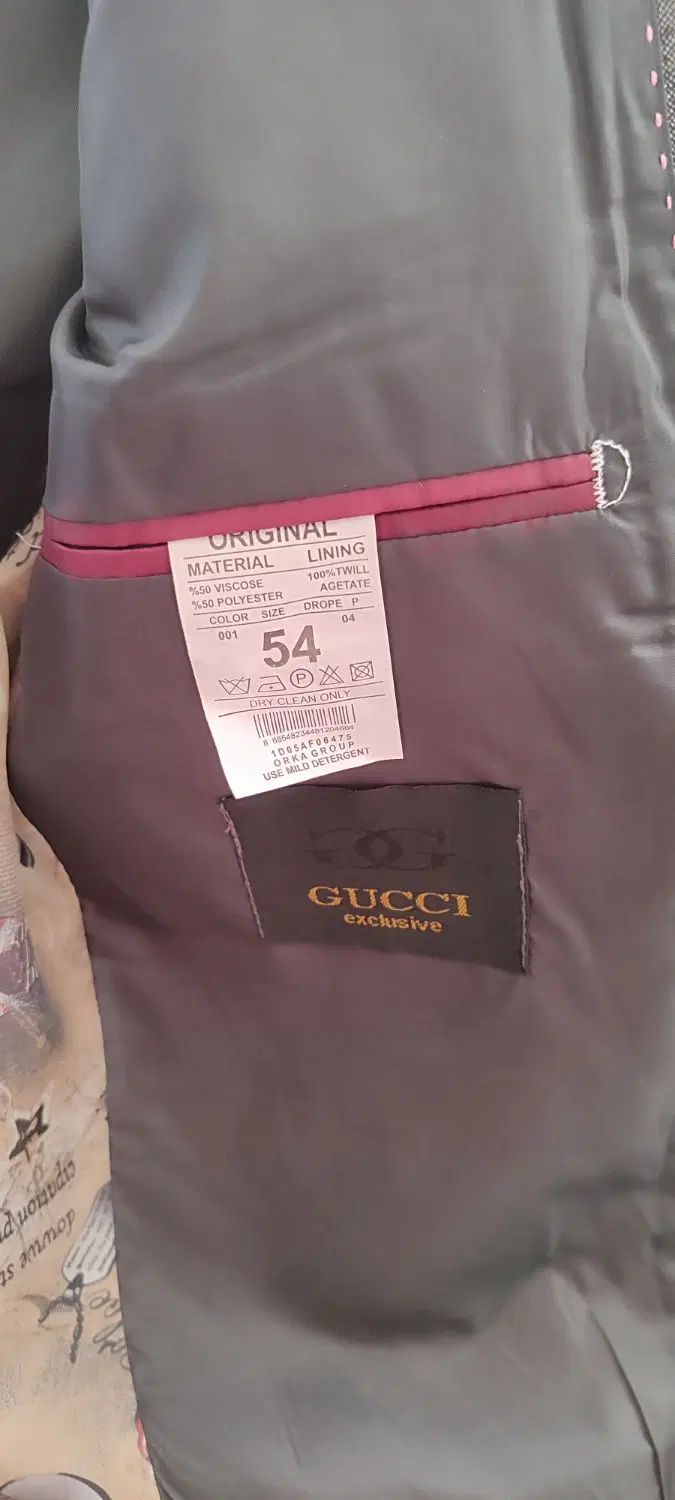 ORIGINAL
MATERIAL LINING
%50 VISCOSE 100%TWILL
%50 POLYESTER AGETATE
COLOR SIZE DROPE P
001 54 04
P
DRY CLEAN ONLY
1D05AF06475
ORKA GROUP
USE MILD DETERGENT
GUCCI
exclusive